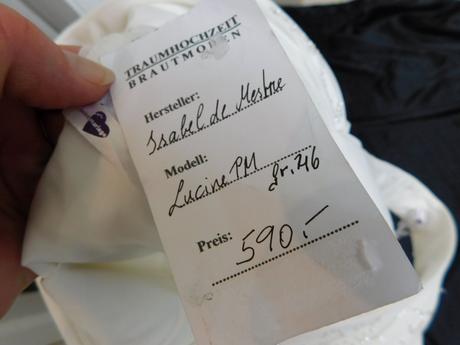 TRAUMHOCHZEIT
BRAUTMODEN
Hersteller:
Isabel de Mestre
Modell:
Lucine PM gr. 46
Preis: 590.-